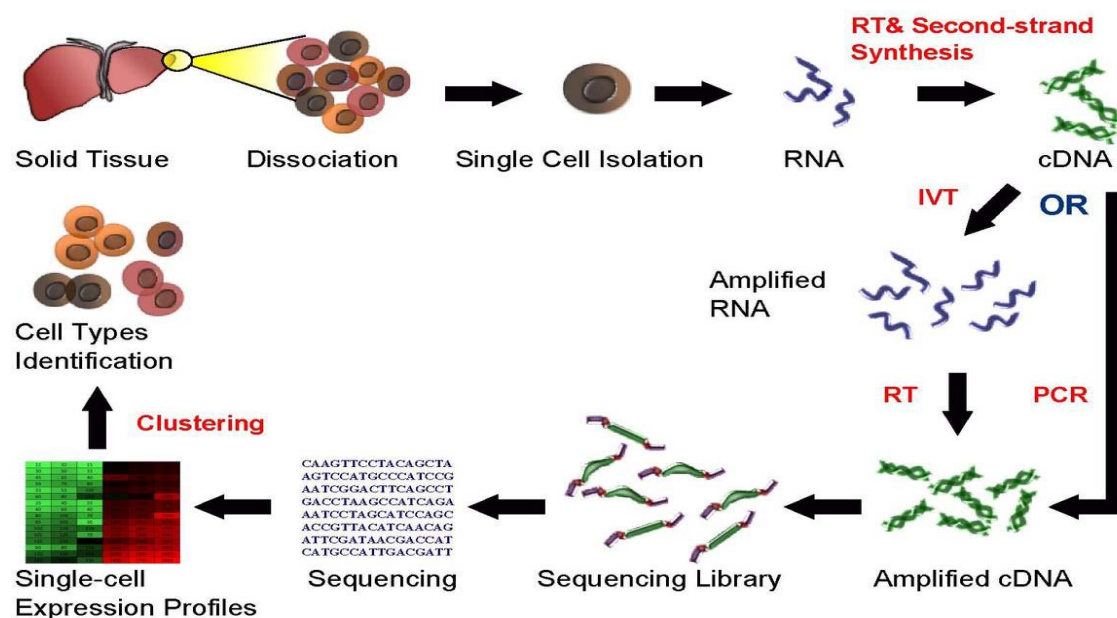 RT& Second-strand
Synthesis
Solid Tissue
Dissociation
Single Cell Isolation
RNA
cDNA
IVT
OR
Amplified
RNA
RT
PCR
Cell Types
Identification
Clustering
CAAGTTCCTACAGCTA
AGTCCATGCCCATCCG
AATCGGACTTCAGCCT
GACCTAAGCCATCAGA
AATCCTAGCATCCAGC
ACCGTTACATCAACAG
ATTCGATAACGACCAT
CATGCCATTGACGATT
Single-cell
Expression Profiles
Sequencing
Sequencing Library
Amplified cDNA